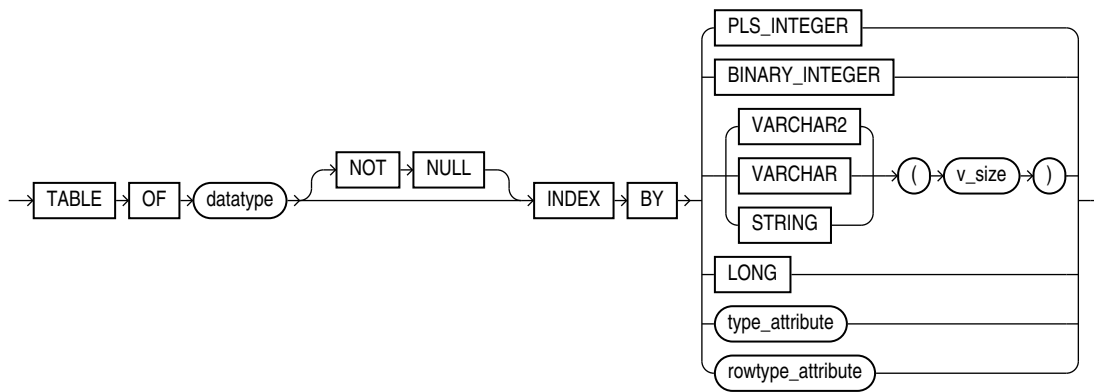 PLS_INTEGER
BINARY_INTEGER
VARCHAR2
NOT NULL
VARCHAR ( v_size )
TABLE OF datatype INDEX BY
STRING
LONG
type_attribute
rowtype_attribute